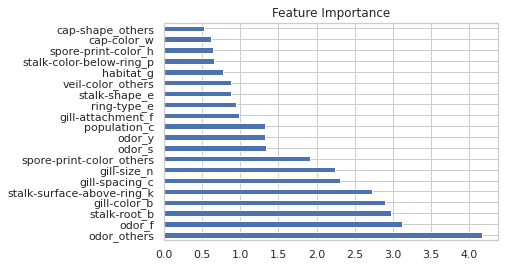 Feature Importance
cap-shape_others
cap-color_w
spore-print-color_h
stalk-color-below-ring_p
habitat_g
veil-color_others
stalk-shape_e
ring-type_e
gill-attachment_f
population_c
odor_y
odor_s
spore-print-color_others
gill-size_n
gill-spacing_c
stalk-surface-above-ring_k
gill-color_b
stalk-root_b
odor_f
odor_others
0.0 0.5 1.0 1.5 2.0 2.5 3.0 3.5 4.0